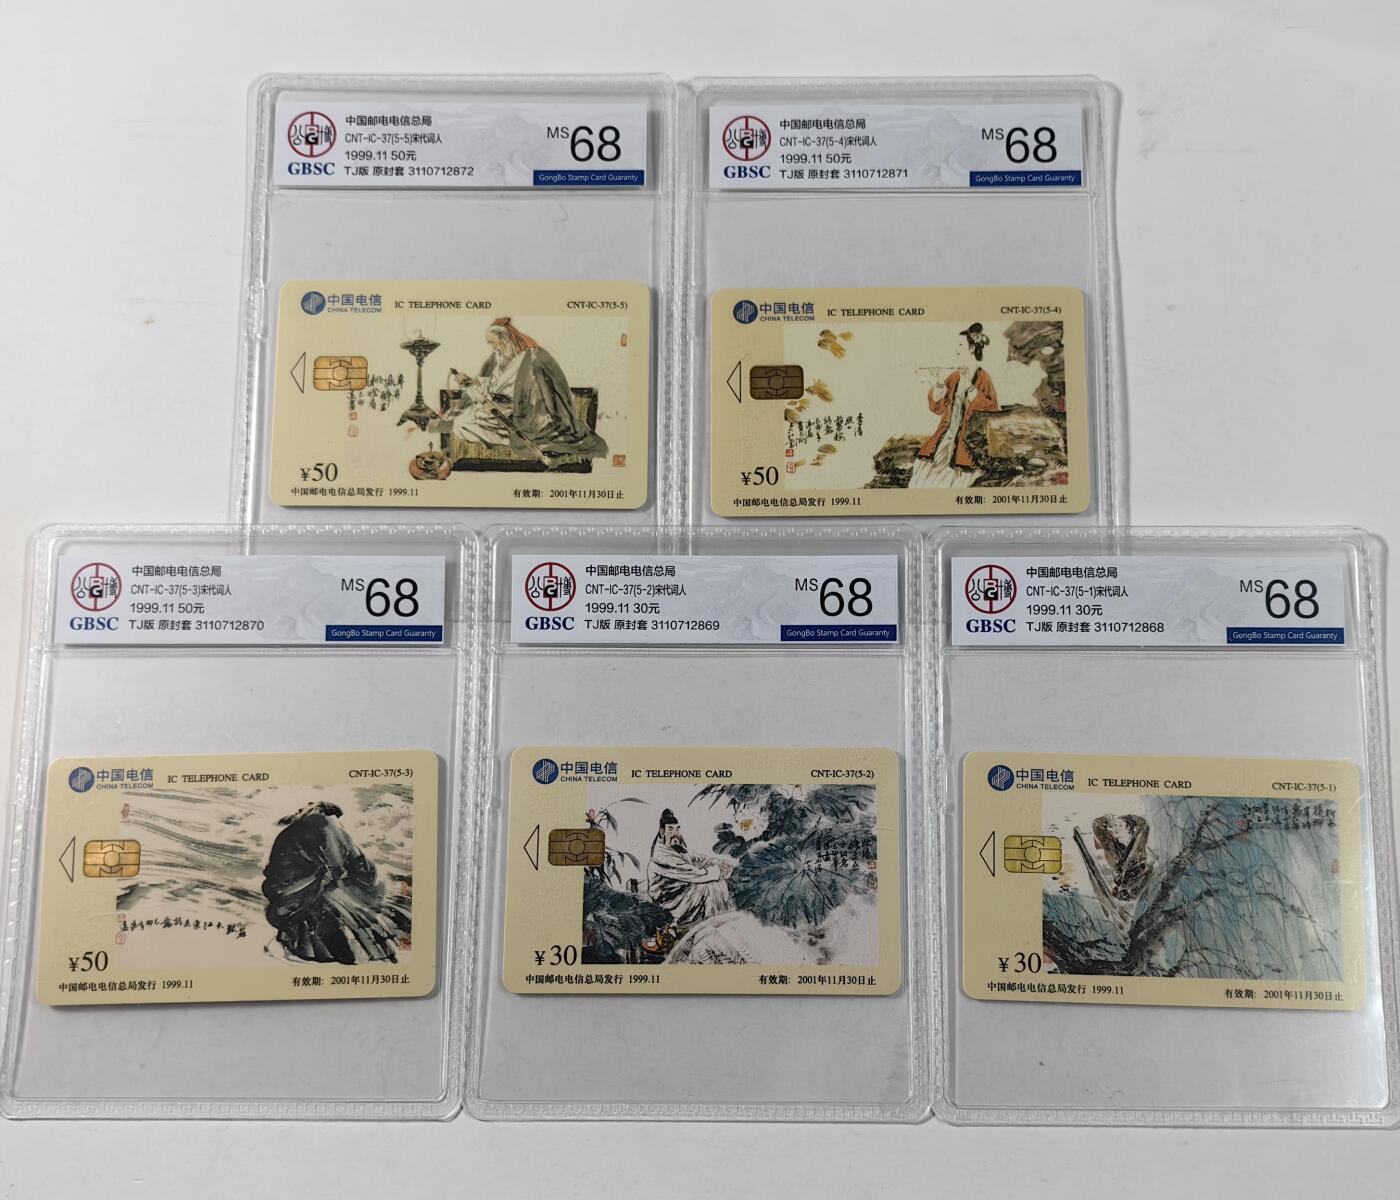 中国邮电电信总局
CNT-IC-37(5-5)宋代词人
1999.11 50元
GBSC TJ版 原封套 3110712872
MS 68
GongBo Stamp Card Guaranty
中国电信
CHINA TELECOM
IC TELEPHONE CARD
CNT-IC-37(5-5)
¥50
中国邮电电信总局发行 1999.11
有效期: 2001年11月30日止
中国邮电电信总局
CNT-IC-37(5-4)宋代词人
1999.11 50元
GBSC TJ版 原封套 3110712871
MS 68
GongBo Stamp Card Guaranty
中国电信
CHINA TELECOM
IC TELEPHONE CARD
CNT-IC-37(5-4)
¥50
中国邮电电信总局发行 1999.11
有效期: 2001年11月30日止
中国邮电电信总局
CNT-IC-37(5-3)宋代词人
1999.11 50元
GBSC TJ版 原封套 3110712870
MS 68
GongBo Stamp Card Guaranty
中国电信
CHINA TELECOM
IC TELEPHONE CARD
CNT-IC-37(5-3)
¥50
中国邮电电信总局发行 1999.11
有效期: 2001年11月30日止
中国邮电电信总局
CNT-IC-37(5-2)宋代词人
1999.11 30元
GBSC TJ版 原封套 3110712869
MS 68
GongBo Stamp Card Guaranty
中国电信
CHINA TELECOM
IC TELEPHONE CARD
CNT-IC-37(5-2)
¥30
中国邮电电信总局发行 1999.11
有效期: 2001年11月30日止
中国邮电电信总局
CNT-IC-37(5-1)宋代词人
1999.11 30元
GBSC TJ版 原封套 3110712868
MS 68
GongBo Stamp Card Guaranty
中国电信
CHINA TELECOM
IC TELEPHONE CARD
CNT-IC-37(5-1)
¥30
中国邮电电信总局发行 1999.11
有效期: 2001年11月30日止